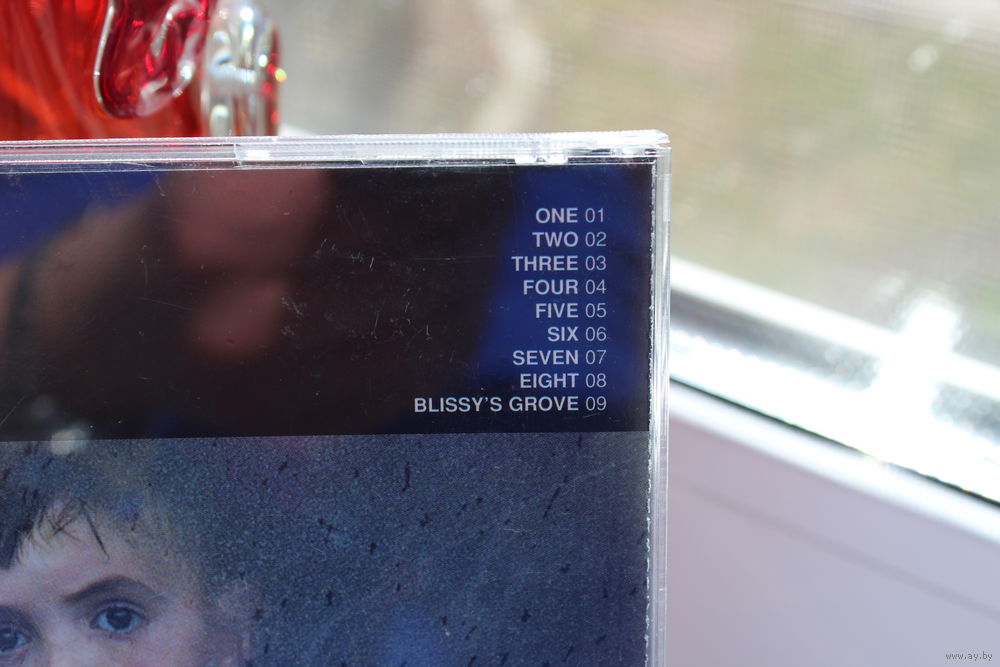 ONE 01
TWO 02
THREE 03
FOUR 04
FIVE 05
SIX 06
SEVEN 07
EIGHT 08
BLISSY'S GROVE 09
www.ay.by